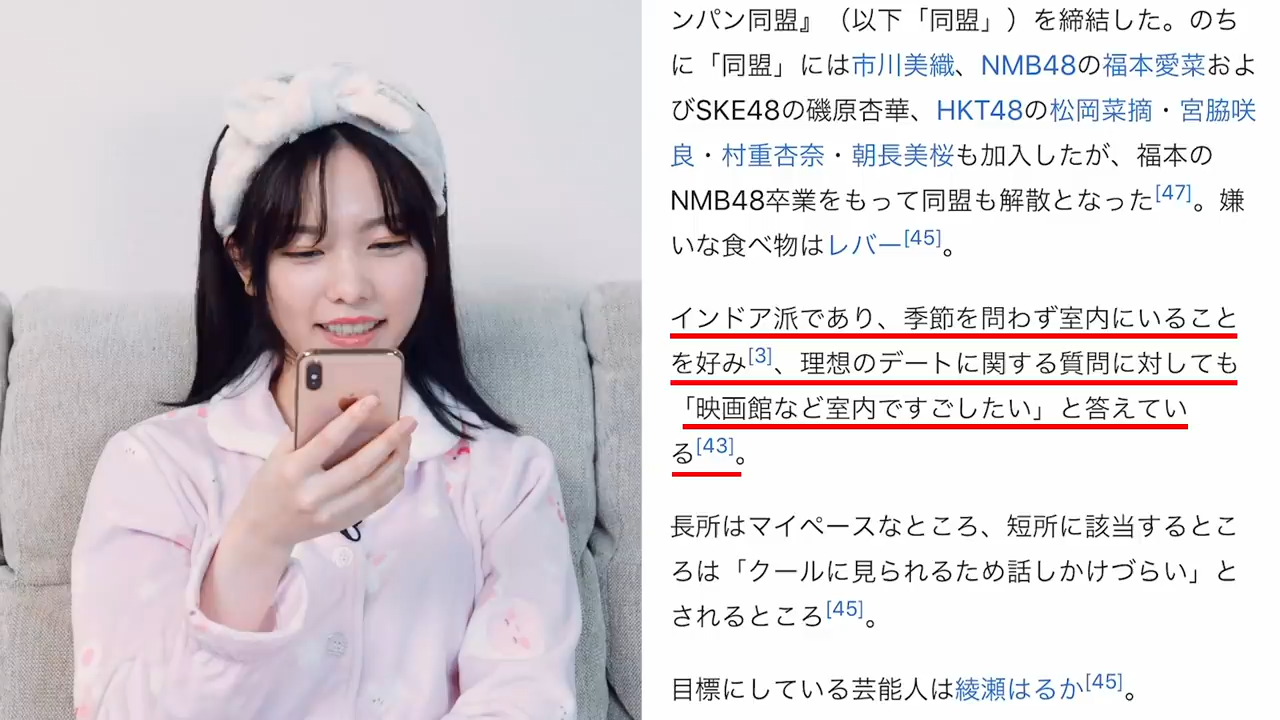 ンパン同盟』（以下「同盟」）を締結した。のち
に「同盟」には市川美織、NMB48の福本愛菜およ
びSKE48の磯原杏華、HKT48の松岡菜摘・宮脇咲
良・村重杏奈・朝長美桜も加入したが、福本の
NMB48卒業をもって同盟も解散となった[47]。嫌
いな食べ物はレバー[45]。
インドア派であり、季節を問わず室内にいること
を好み[3]、理想のデートに関する質問に対しても
「映画館など室内ですごしたい」と答えてい
る[43]。
長所はマイペースなところ、短所に該当するとこ
ろは「クールに見られるため話しかけづらい」と
されるところ[45]。
目標にしている芸能人は綾瀬はるか[45]。